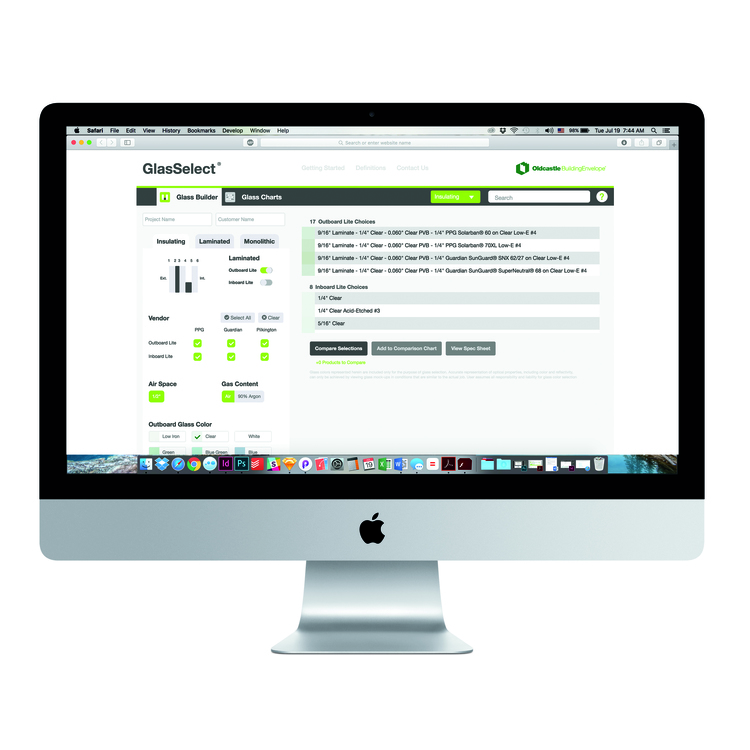 Safari File Edit View History Bookmarks Develop Window Help
98% Tue Jul 19 7:44 AM
Search or enter website name
GlasSelect®
Getting Started Definitions Contact Us
Oldcastle BuildingEnvelope
Glass Builder Glass Charts Insulating Search ?
Project Name Customer Name
Insulating Laminated Monolithic
1 2 3 4 5 6
Ext. Int.
Laminated
Outboard Lite
Inboard Lite
Vendor Select All Clear
PPG Guardian Pilkington
Outboard Lite
Inboard Lite
Air Space Gas Content
1/2" Air 90% Argon
Outboard Glass Color
Low Iron Clear White
Green Blue Green Blue
17 Outboard Lite Choices
9/16" Laminate - 1/4" Clear - 0.060" Clear PVB - 1/4" PPG Solarban® 60 on Clear Low-E #4
9/16" Laminate - 1/4" Clear - 0.060" Clear PVB - 1/4" PPG Solarban® 70XL Low-E #4
9/16" Laminate - 1/4" Clear - 0.060" Clear PVB - 1/4" Guardian SunGuard® SNX 62/27 on Clear Low-E #4
9/16" Laminate - 1/4" Clear - 0.060" Clear PVB - 1/4" Guardian SunGuard® SuperNeutral® 68 on Clear Low-E #4
8 Inboard Lite Choices
1/4" Clear
1/4" Clear Acid-Etched #3
5/16" Clear
Compare Selections Add to Comparison Chart View Spec Sheet
Products to Compare
Id Ps 19